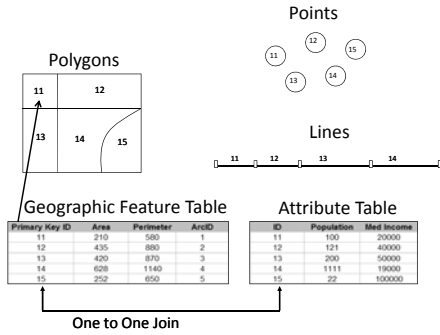 Points
12
15
11
13
14
Polygons
11 12
13 14 15
Lines
11 12 13 14
Geographic Feature Table
Primary Key ID Area Perimeter ArcID
11 210 580 1
12 435 880 2
13 420 870 3
14 628 1140 4
15 252 650 5
Attribute Table
ID Population Med Income
11 100 20000
12 121 40000
13 200 50000
14 1111 19000
15 22 100000
One to One Join